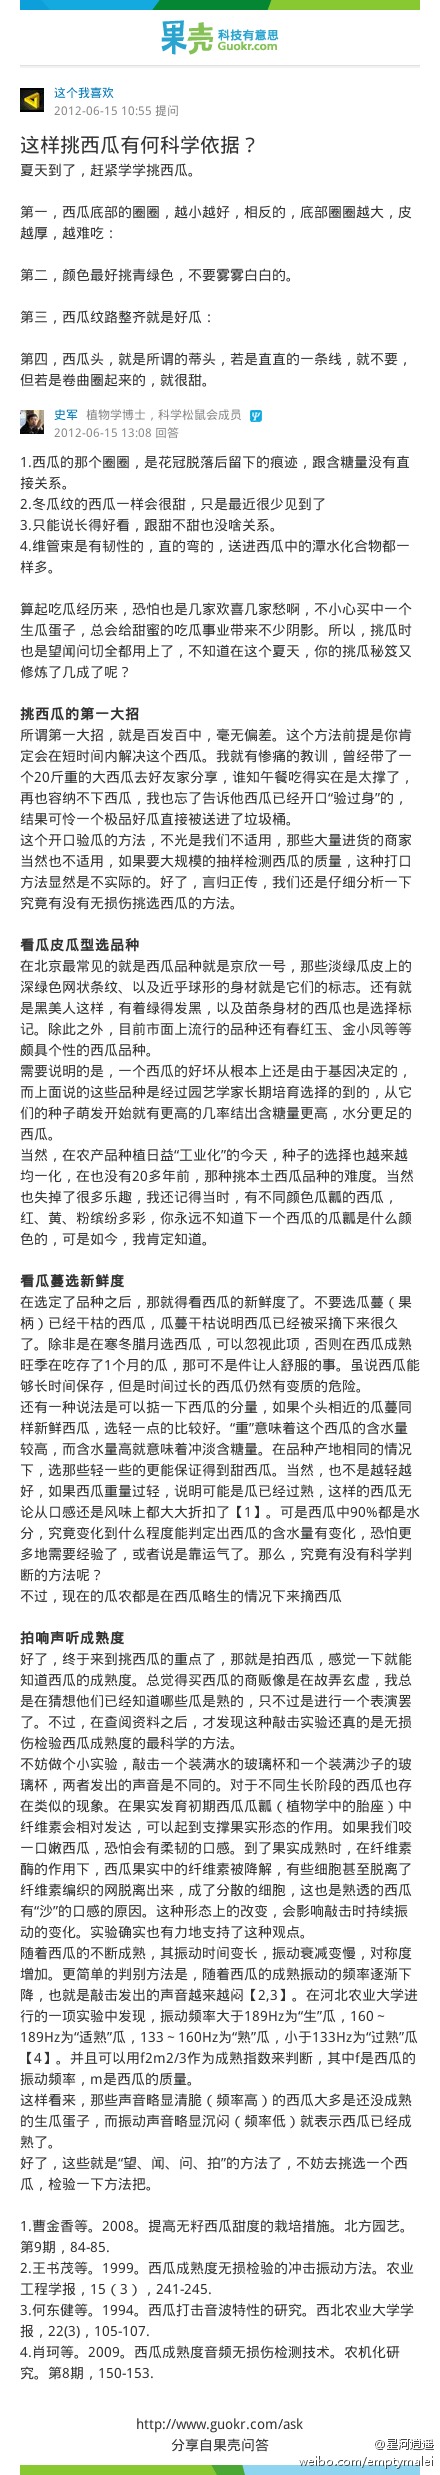 果壳 科技有意思
Guokr.com
这个我喜欢
2012-06-15 10:55 提问
这样挑西瓜有何科学依据？
夏天到了，赶紧学学挑西瓜。
第一，西瓜底部的圈圈，越小越好，相反的，底部圈圈越大，皮
越厚，越难吃：
第二，颜色最好挑青绿色，不要雾雾白白的。
第三，西瓜纹路整齐就是好瓜：
第四，西瓜头，就是所谓的蒂头，若是直直的一条线，就不要，
但若是卷曲圈起来的，就很甜。
史军 植物学博士，科学松鼠会成员
2012-06-15 13:08 回答
1.西瓜的那个圈圈，是花冠脱落后留下的痕迹，跟含糖量没有直
接关系。
2.冬瓜纹的西瓜一样会很甜，只是最近很少见到了
3.只能说长得好看，跟甜不甜也没啥关系。
4.维管束是有韧性的，直的弯的，送进西瓜中的潭水化合物都一
样多。
算起吃瓜经历来，恐怕也是几家欢喜几家愁啊，不小心买中一个
生瓜蛋子，总会给甜蜜的吃瓜事业带来不少阴影。所以，挑瓜时
也是望闻问切全都用上了，不知道在这个夏天，你的挑瓜秘笈又
修炼了几成了呢？
挑西瓜的第一大招
所谓第一大招，就是百发百中，毫无偏差。这个方法前提是你肯
定会在短时间内解决这个西瓜。我就有惨痛的教训，曾经带了一
个20斤重的大西瓜去好友家分享，谁知午餐吃得实在是太撑了，
再也容纳不下西瓜，我也忘了告诉他西瓜已经开口“验过身”的，
结果可怜一个极品好瓜直接被送进了垃圾桶。
这个开口验瓜的方法，不光是我们不适用，那些大量进货的商家
当然也不适用，如果要大规模的抽样检测西瓜的质量，这种打口
方法显然是不实际的。好了，言归正传，我们还是仔细分析一下
究竟有没有无损伤挑选西瓜的方法。
看瓜皮瓜型选品种
在北京最常见的就是西瓜品种就是京欣一号，那些淡绿瓜皮上的
深绿色网状条纹、以及近乎球形的身材就是它们的标志。还有就
是黑美人这样，有着绿得发黑，以及苗条身材的西瓜也是选择标
记。除此之外，目前市面上流行的品种还有春红玉、金小凤等等
颇具个性的西瓜品种。
需要说明的是，一个西瓜的好坏从根本上还是由于基因决定的，
而上面说的这些品种是经过园艺学家长期培育选择的到的，从它
们的种子萌发开始就有更高的几率结出含糖量更高，水分更足的
西瓜。
当然，在农产品种植日益“工业化”的今天，种子的选择也越来越
均一化，在也没有20多年前，那种挑本土西瓜品种的难度。当然
也失掉了很多乐趣，我还记得当时，有不同颜色瓜瓤的西瓜，
红、黄、粉缤纷多彩，你永远不知道下一个西瓜的瓜瓤是什么颜
色的，可是如今，我肯定知道。
看瓜蔓选新鲜度
在选定了品种之后，那就得看西瓜的新鲜度了。不要选瓜蔓（果
柄）已经干枯的西瓜，瓜蔓干枯说明西瓜已经被采摘下来很久
了。除非是在寒冬腊月选西瓜，可以忽视此项，否则在西瓜成熟
旺季在吃存了1个月的瓜，那可不是件让人舒服的事。虽说西瓜能
够长时间保存，但是时间过长的西瓜仍然有变质的危险。
还有一种说法是可以掂一下西瓜的分量，如果个头相近的瓜蔓同
样新鲜西瓜，选轻一点的比较好。“重”意味着这个西瓜的含水量
较高，而含水量高就意味着冲淡含糖量。在品种产地相同的情况
下，选那些轻一些的更能保证得到甜西瓜。当然，也不是越轻越
好，如果西瓜重量过轻，说明可能是瓜已经过熟，这样的西瓜无
论从口感还是风味上都大大折扣了【1】。可是西瓜中90%都是水
分，究竟变化到什么程度能判定出西瓜的含水量有变化，恐怕更
多地需要经验了，或者说是靠运气了。那么，究竟有没有科学判
断的方法呢？
不过，现在的瓜农都是在西瓜略生的情况下来摘西瓜
拍响声听成熟度
好了，终于来到挑西瓜的重点了，那就是拍西瓜，感觉一下就能
知道西瓜的成熟度。总觉得买西瓜的商贩像是在故弄玄虚，我总
是在猜想他们已经知道哪些瓜是熟的，只不过是进行一个表演罢
了。不过，在查阅资料之后，才发现这种敲击实验还真的是无损
伤检验西瓜成熟度的最科学的方法。
不妨做个小实验，敲击一个装满水的玻璃杯和一个装满沙子的玻
璃杯，两者发出的声音是不同的。对于不同生长阶段的西瓜也存
在类似的现象。在果实发育初期西瓜瓜瓤（植物学中的胎座）中
纤维素会相对发达，可以起到支撑果实形态的作用。如果我们咬
一口嫩西瓜，恐怕会有柔韧的口感。到了果实成熟时，在纤维素
酶的作用下，西瓜果实中的纤维素被降解，有些细胞甚至脱离了
纤维素编织的网脱离出来，成了分散的细胞，这也是熟透的西瓜
有“沙”的口感的原因。这种形态上的改变，会影响敲击时持续振
动的变化。实验确实也有力地支持了这种观点。
随着西瓜的不断成熟，其振动时间变长，振动衰减变慢，对称度
增加。更简单的判别方法是，随着西瓜的成熟振动的频率逐渐下
降，也就是敲击发出的声音越来越闷【2,3】。在河北农业大学进
行的一项实验中发现，振动频率大于189Hz为“生”瓜，160 ~
189Hz为“适熟”瓜，133 ~ 160Hz为“熟”瓜，小于133Hz为“过熟”瓜
【4】。并且可以用f2m2/3作为成熟指数来判断，其中f是西瓜的
振动频率，m是西瓜的质量。
这样看来，那些声音略显清脆（频率高）的西瓜大多是还没成熟
的生瓜蛋子，而振动声音略显沉闷（频率低）就表示西瓜已经成
熟了。
好了，这些就是“望、闻、问、拍”的方法了，不妨去挑选一个西
瓜，检验一下方法把。
1.曹金香等。2008。提高无籽西瓜甜度的栽培措施。北方园艺。
第9期，84-85.
2.王书茂等。1999。西瓜成熟度无损检验的冲击振动方法。农业
工程学报，15（3），241-245.
3.何东健等。1994。西瓜打击音波特性的研究。西北农业大学学
报，22(3)，105-107.
4.肖珂等。2009。西瓜成熟度音频无损伤检测技术。农机化研
究。第8期，150-153.
http://www.guokr.com/ask
分享自果壳问答
@星河逍遥
weibo.com/emptymalei